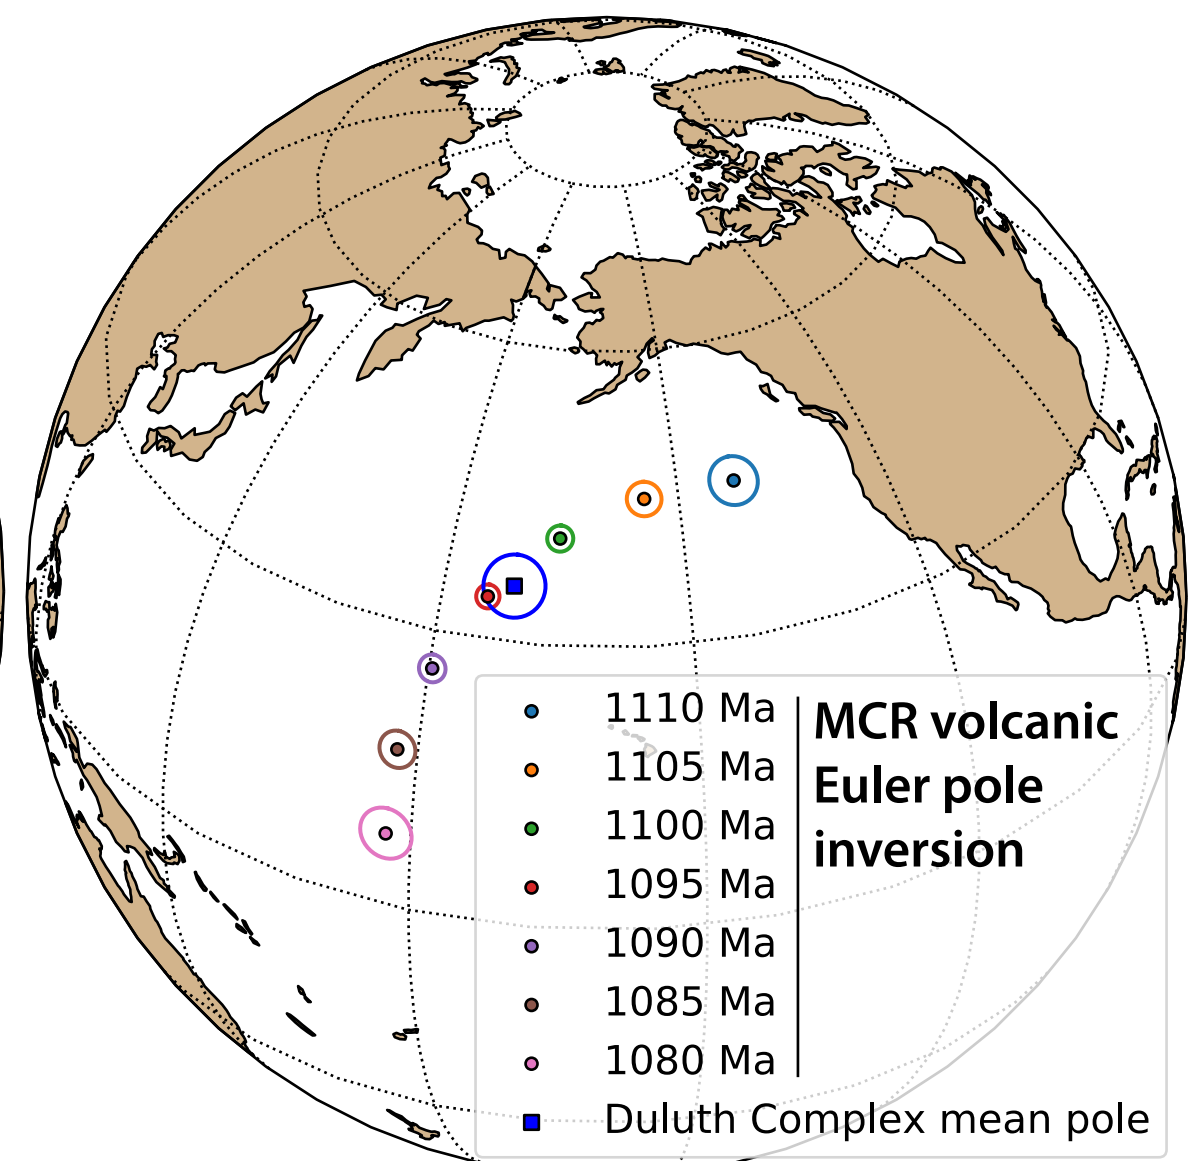 1110 Ma
1105 Ma
1100 Ma
1095 Ma
1090 Ma
1085 Ma
1080 Ma
MCR volcanic
Euler pole
inversion
Duluth Complex mean pole